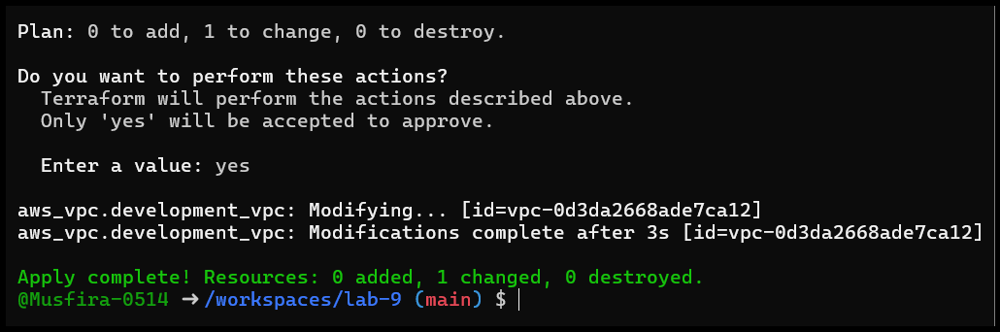 Plan: 0 to add, 1 to change, 0 to destroy.
Do you want to perform these actions?
Terraform will perform the actions described above.
Only 'yes' will be accepted to approve.
Enter a value: yes
aws_vpc.development_vpc: Modifying... [id=vpc-0d3da2668ade7ca12]
aws_vpc.development_vpc: Modifications complete after 3s [id=vpc-0d3da2668ade7ca12]
Apply complete! Resources: 0 added, 1 changed, 0 destroyed.
@Musfira-0514 ➜ /workspaces/lab-9 (main) $